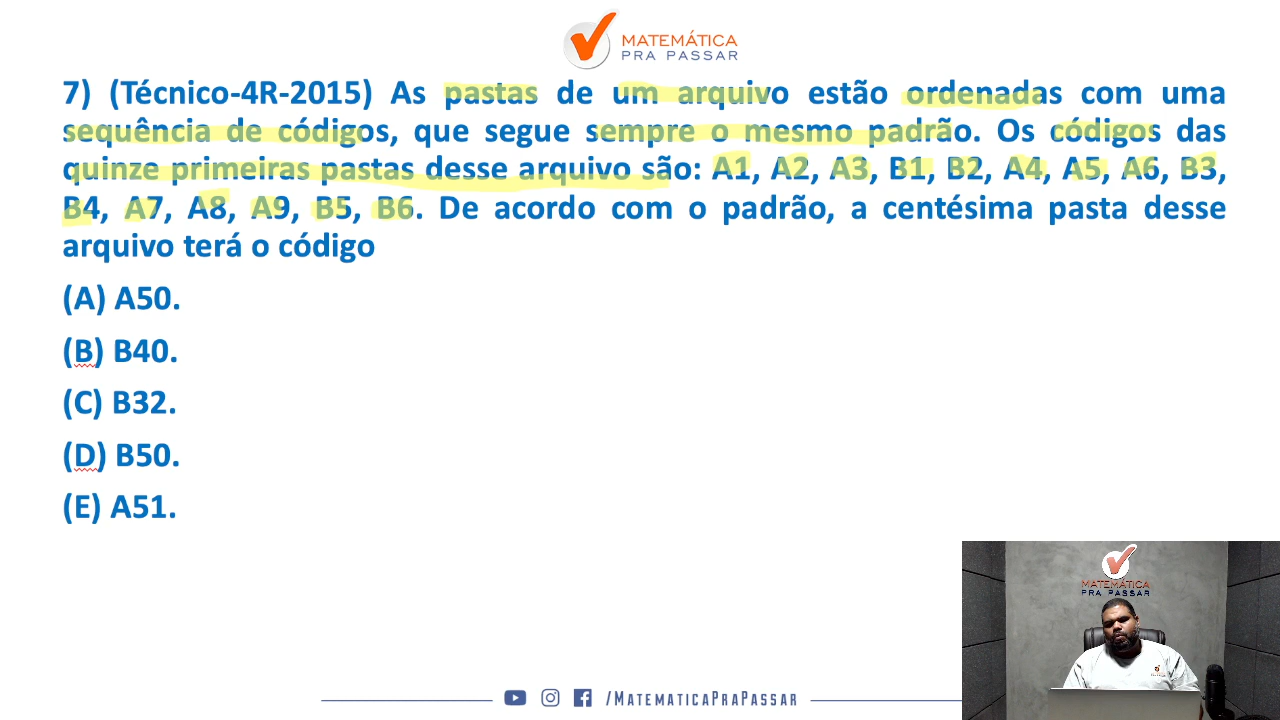 MATEMÁTICA
PRA PASSAR
7) (Técnico-4R-2015) As pastas de um arquivo estão ordenadas com uma
sequência de códigos, que segue sempre o mesmo padrão. Os códigos das
quinze primeiras pastas desse arquivo são: A1, A2, A3, B1, B2, A4, A5, A6, B3,
B4, A7, A8, A9, B5, B6. De acordo com o padrão, a centésima pasta desse
arquivo terá o código
(A) A50.
(B) B40.
(C) B32.
(D) B50.
(E) A51.
MATEMÁTICA
PRA PASSAR
/MATEMATICAPRAPASSAR